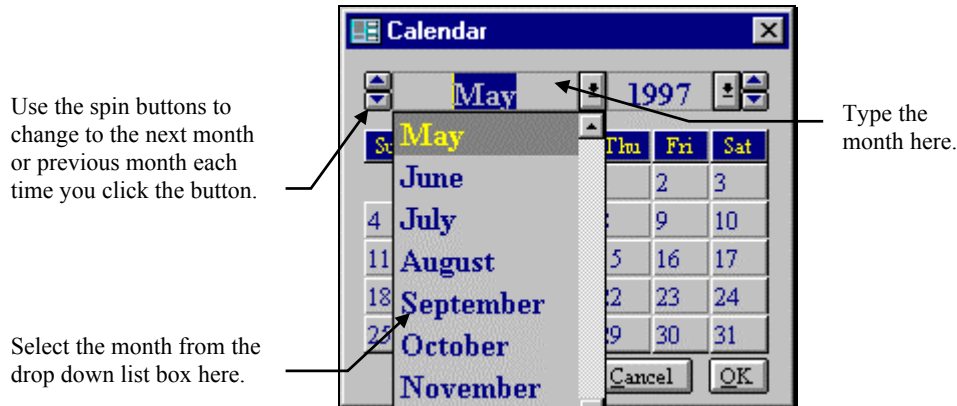 Calendar
May
1997
Use the spin buttons to
change to the next month
or previous month each
time you click the button.
Type the
month here.
May
Thu Fri Sat
June
2 3
July
4 9 10
August
11 16 17
September
18 22 23 24
October
25 29 30 31
November
Select the month from the
drop down list box here.
Cancel OK